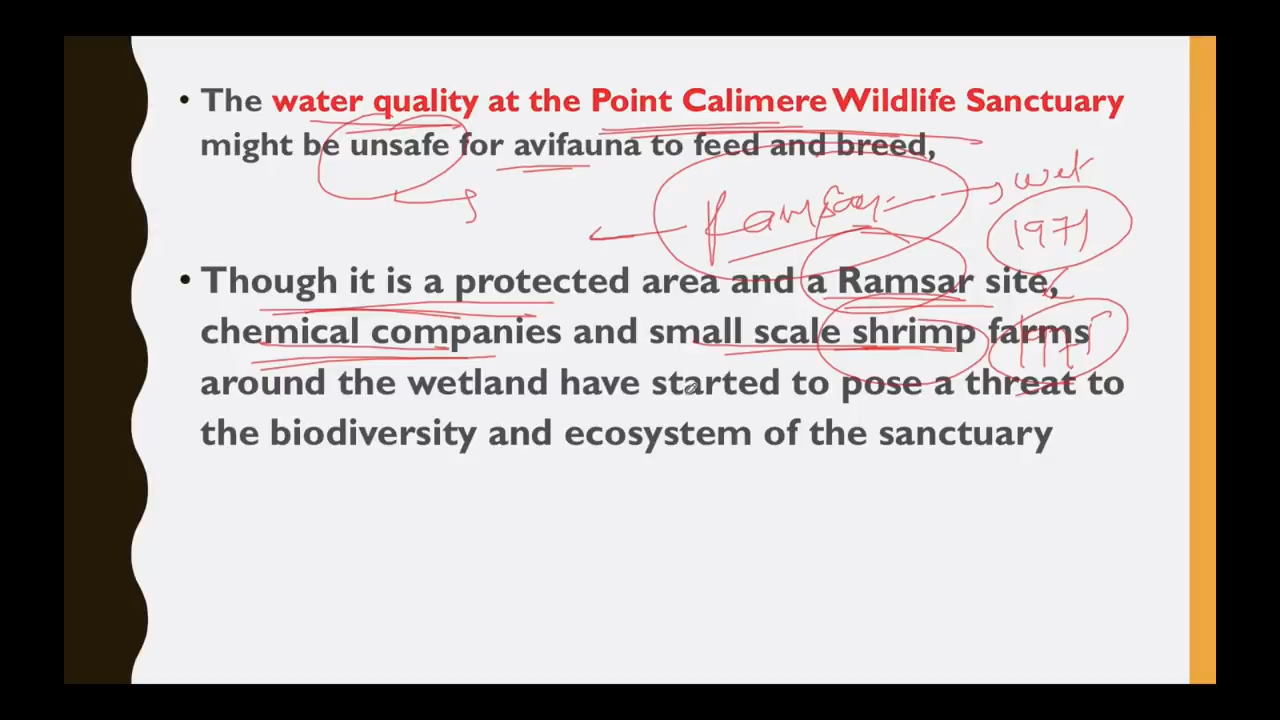 • The water quality at the Point Calimere Wildlife Sanctuary
might be unsafe for avifauna to feed and breed,
Ramsar wet
1971
• Though it is a protected area and a Ramsar site,
chemical companies and small scale shrimp farms
1975
around the wetland have started to pose a threat to
the biodiversity and ecosystem of the sanctuary